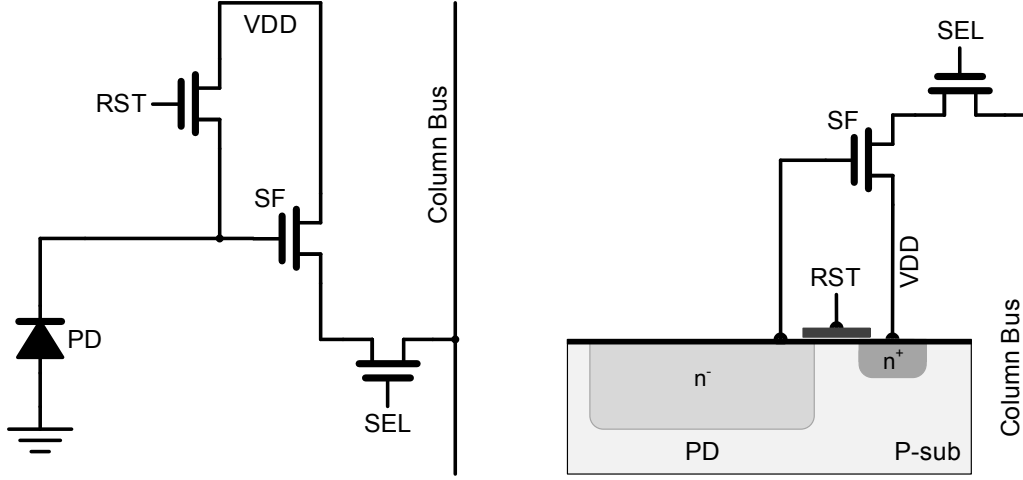 VDD
RST
SF
Column Bus
PD
SEL
SEL
SF
VDD
RST
Column Bus
n-
n+
PD
P-sub